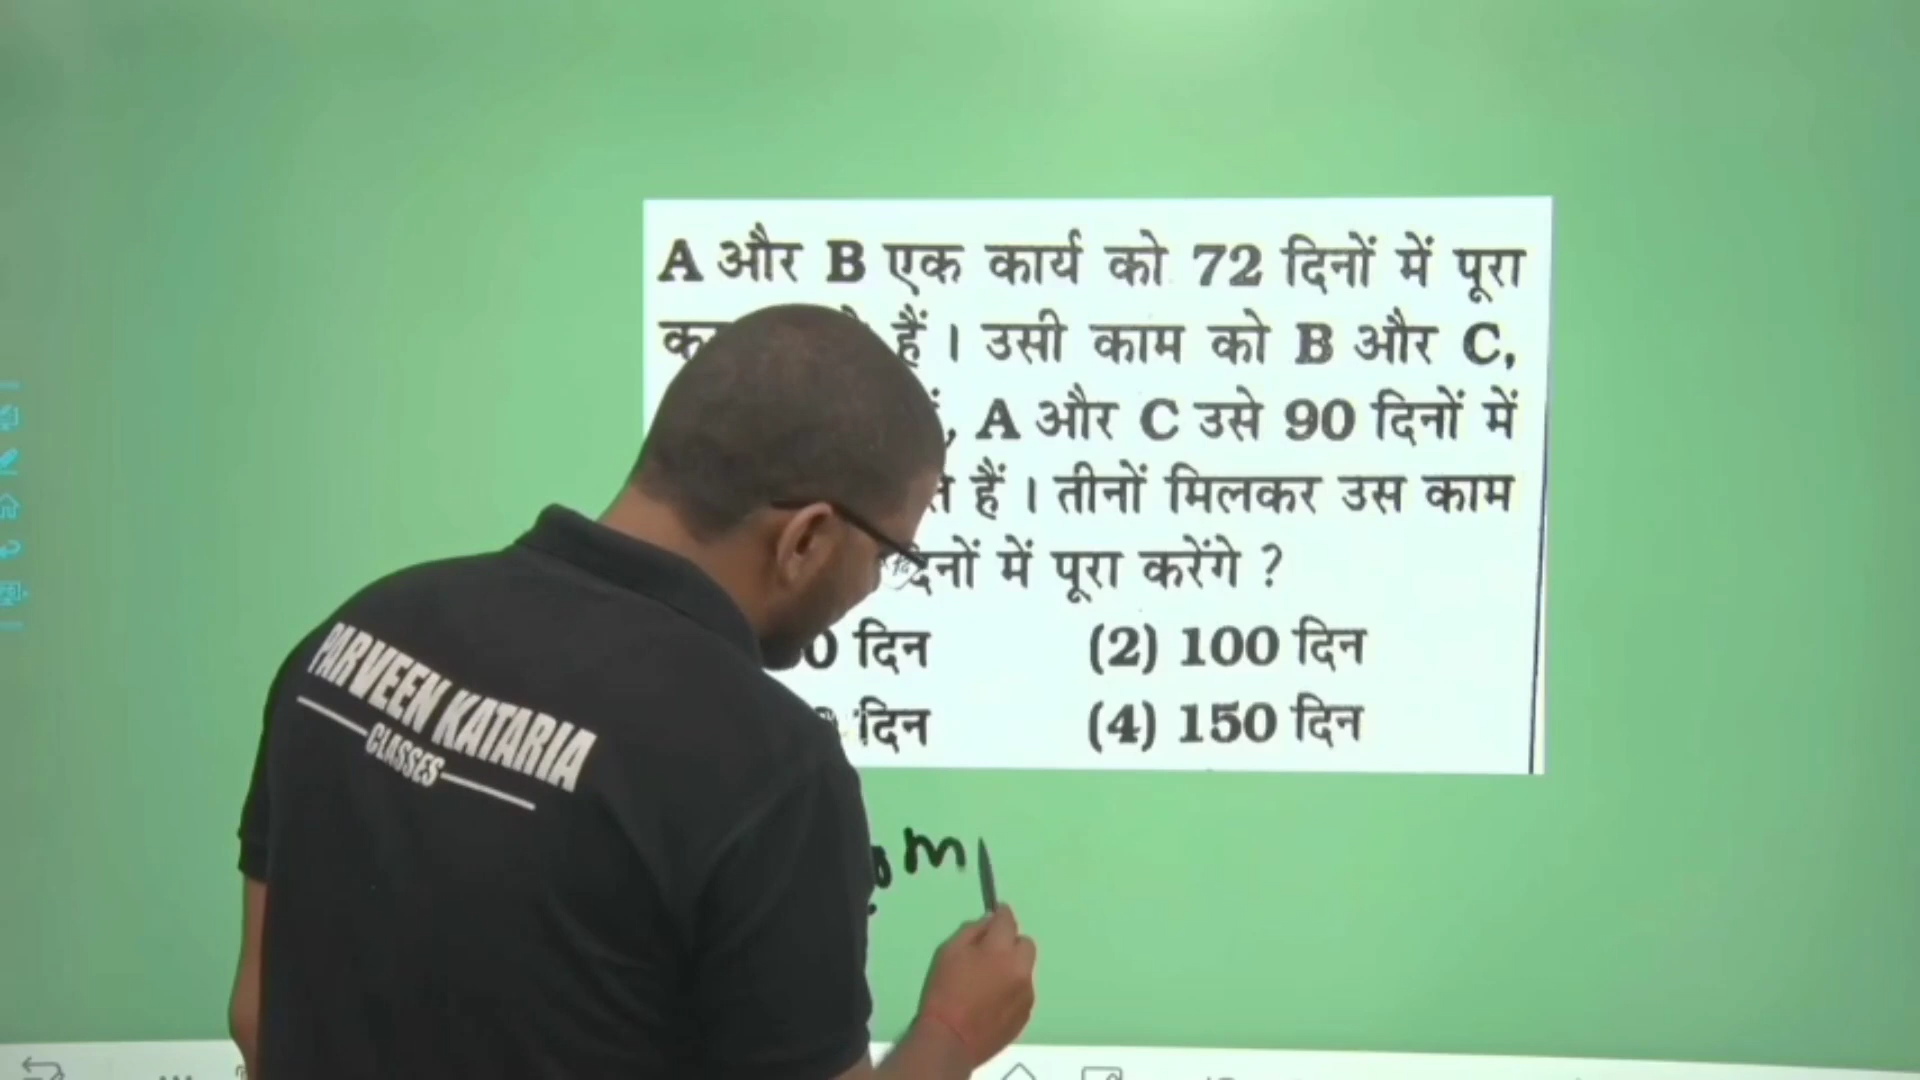 A और B एक कार्य को 72 दिनों में पूरा
हैं । उसी काम को B और C,
A और C उसे 90 दिनों में
हैं । तीनों मिलकर उस काम
में पूरा करेंगे ?
दिन (2) 100 दिन
दिन (4) 150 दिन
PARVEEN KATARIA
CLASSES